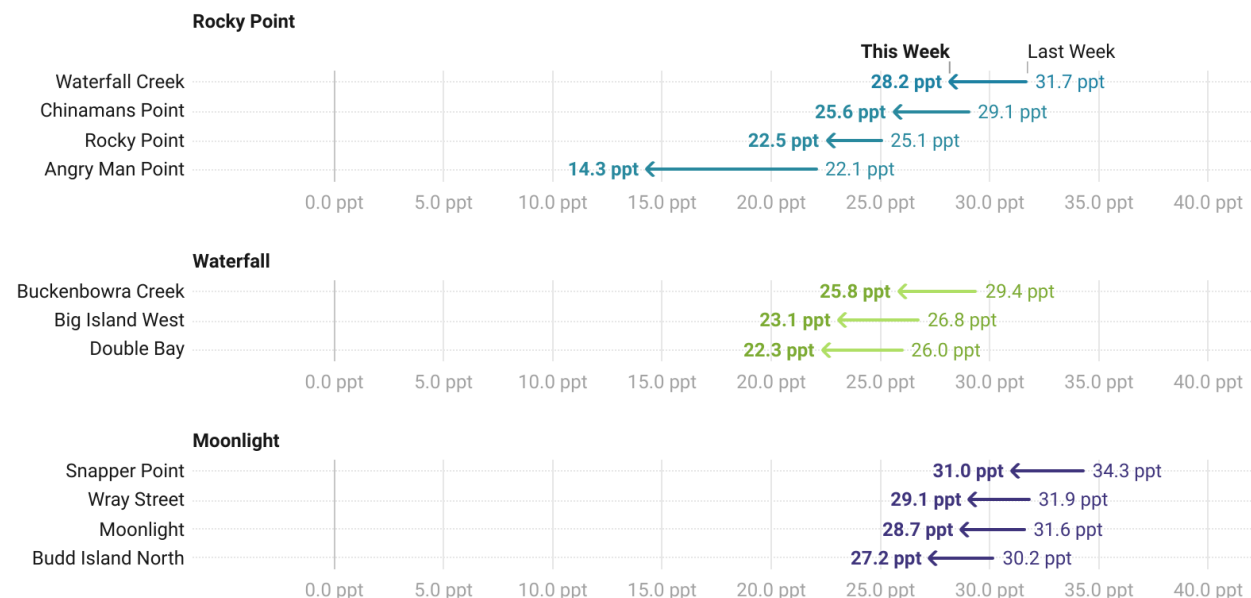 Rocky Point
This Week Last Week
Waterfall Creek 28.2 ppt 31.7 ppt
Chinamans Point 25.6 ppt 29.1 ppt
Rocky Point 22.5 ppt 25.1 ppt
Angry Man Point 14.3 ppt 22.1 ppt
0.0 ppt 5.0 ppt 10.0 ppt 15.0 ppt 20.0 ppt 25.0 ppt 30.0 ppt 35.0 ppt 40.0 ppt
Waterfall
Buckenbowra Creek 25.8 ppt 29.4 ppt
Big Island West 23.1 ppt 26.8 ppt
Double Bay 22.3 ppt 26.0 ppt
0.0 ppt 5.0 ppt 10.0 ppt 15.0 ppt 20.0 ppt 25.0 ppt 30.0 ppt 35.0 ppt 40.0 ppt
Moonlight
Snapper Point 31.0 ppt 34.3 ppt
Wray Street 29.1 ppt 31.9 ppt
Moonlight 28.7 ppt 31.6 ppt
Budd Island North 27.2 ppt 30.2 ppt
0.0 ppt 5.0 ppt 10.0 ppt 15.0 ppt 20.0 ppt 25.0 ppt 30.0 ppt 35.0 ppt 40.0 ppt